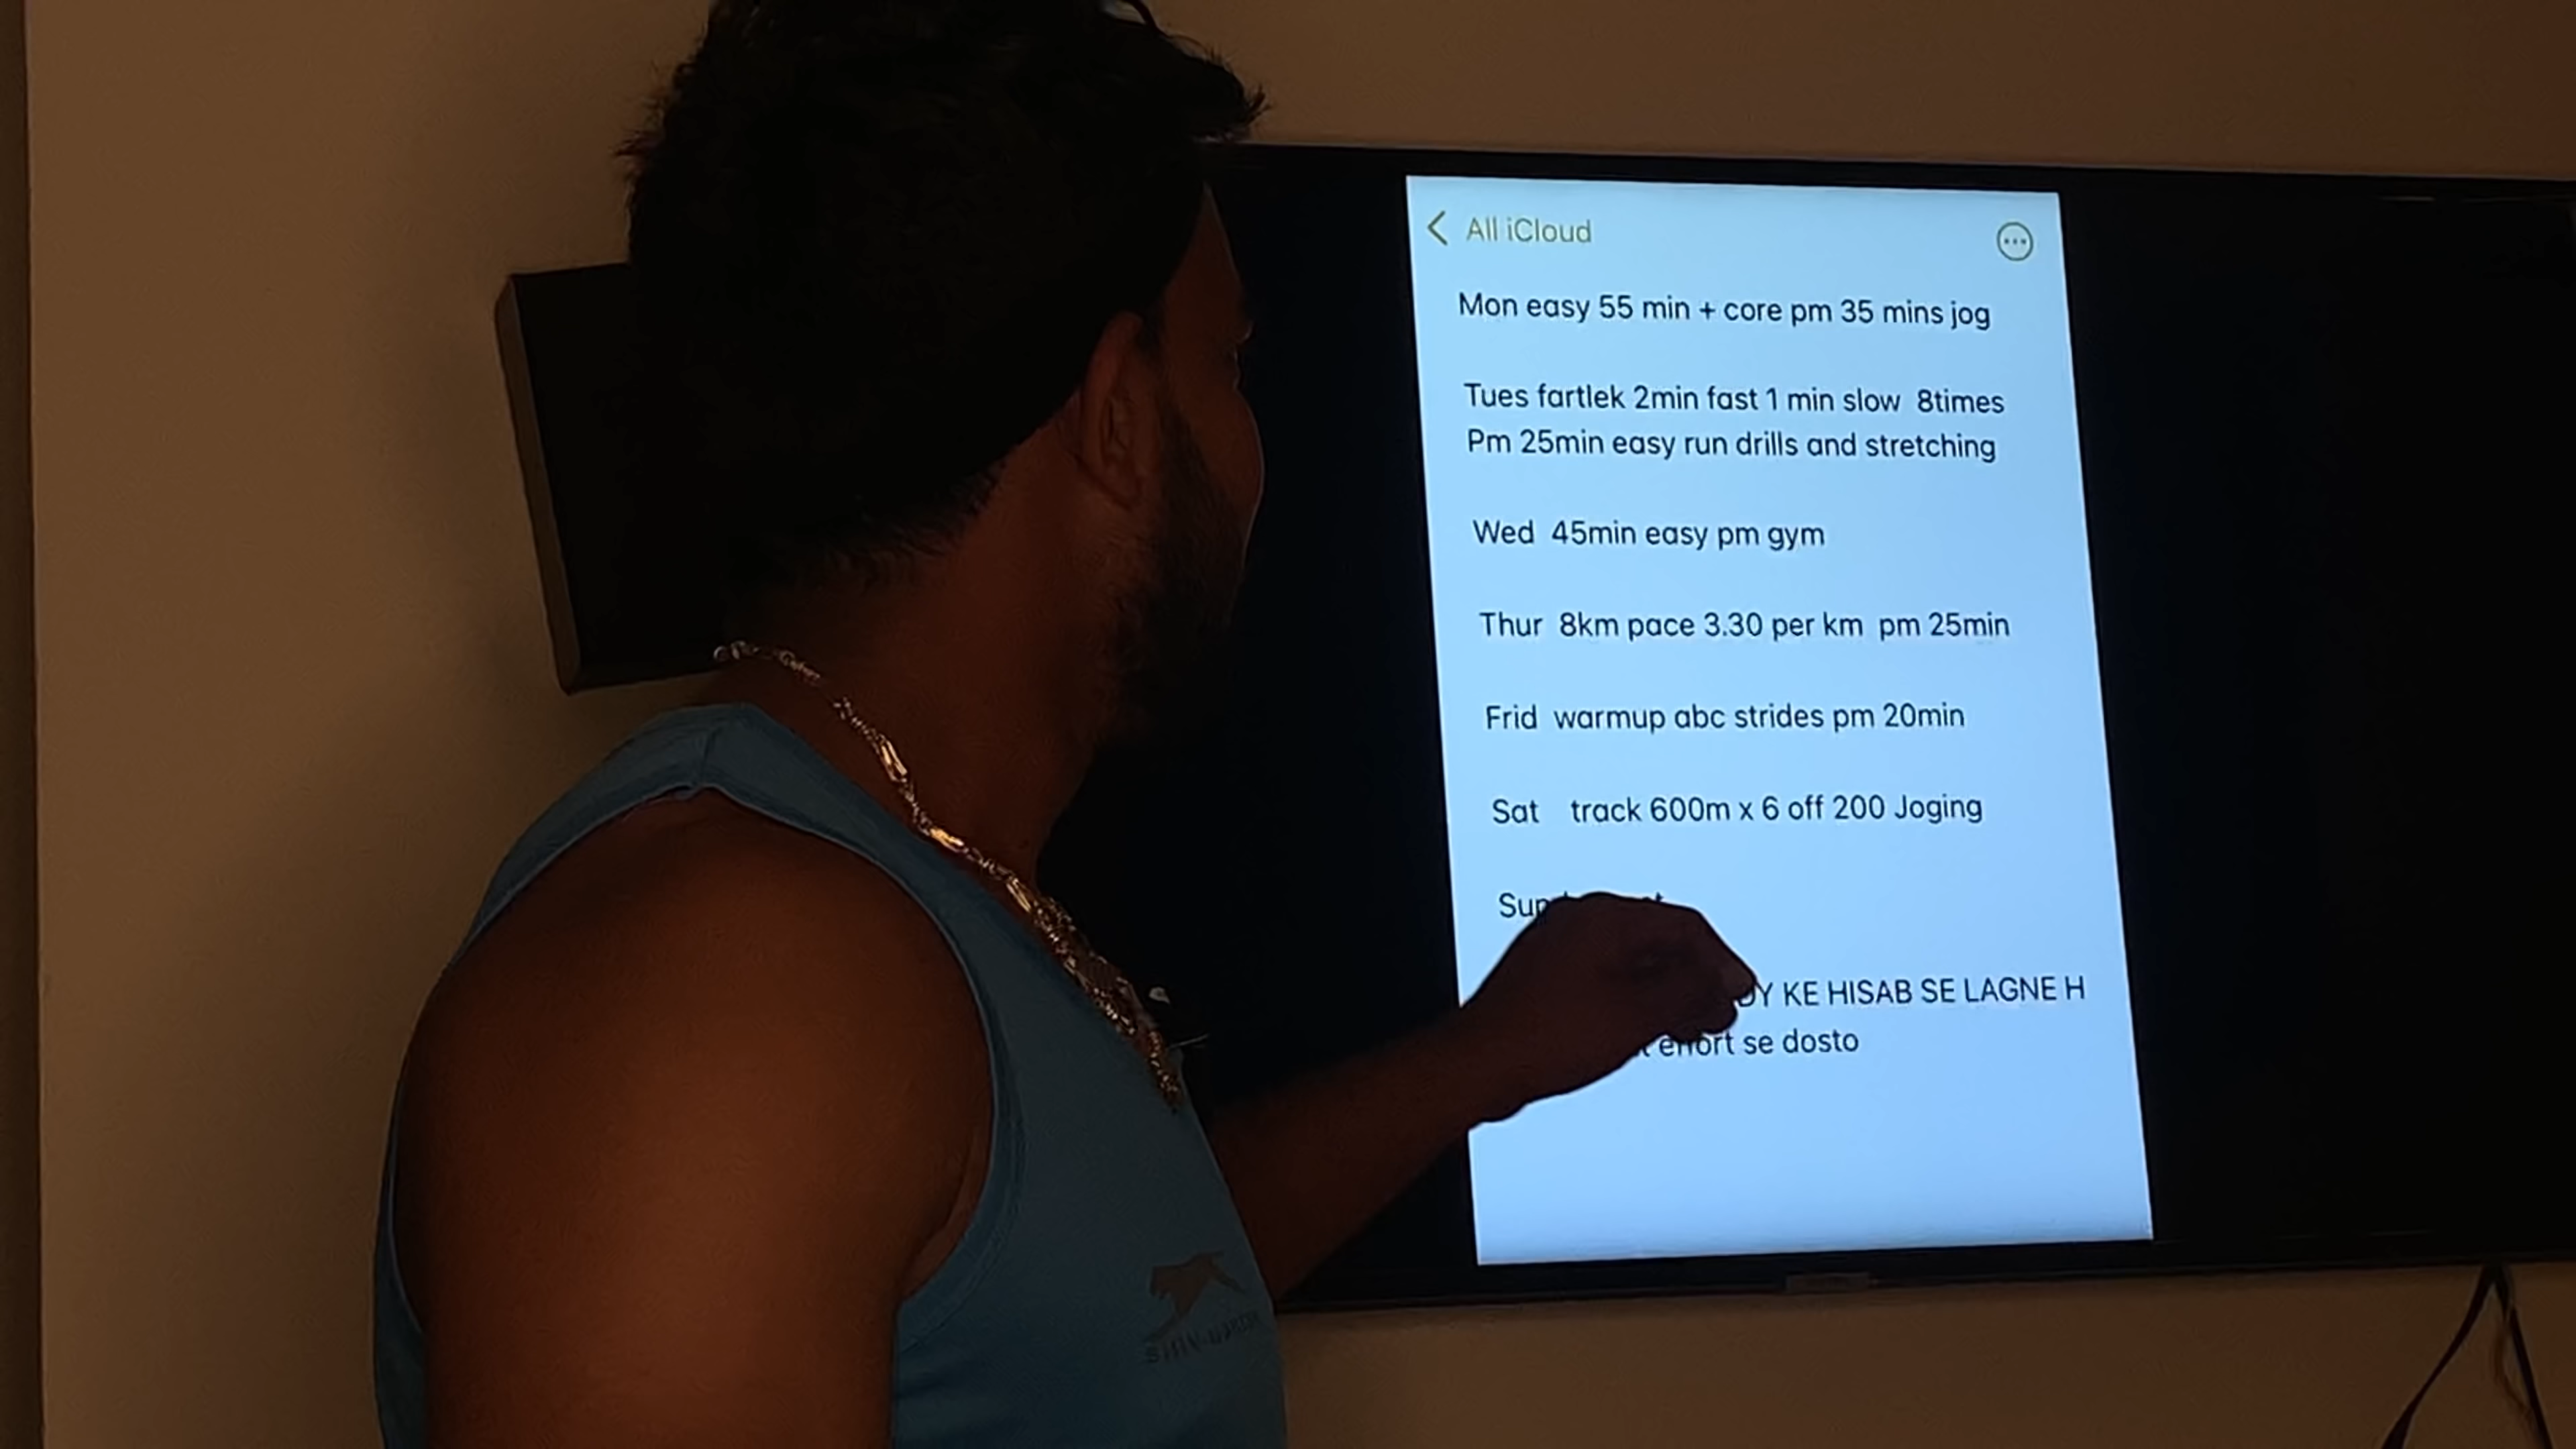 All iCloud
Mon easy 55 min + core pm 35 mins jog
Tues fartlek 2min fast 1 min slow 8times
Pm 25min easy run drills and stretching
Wed 45min easy pm gym
Thur 8km pace 3.30 per km pm 25min
Frid warmup abc strides pm 20min
Sat track 600m x 6 off 200 Joging
KE HISAB SE LAGNE H
effort se dosto